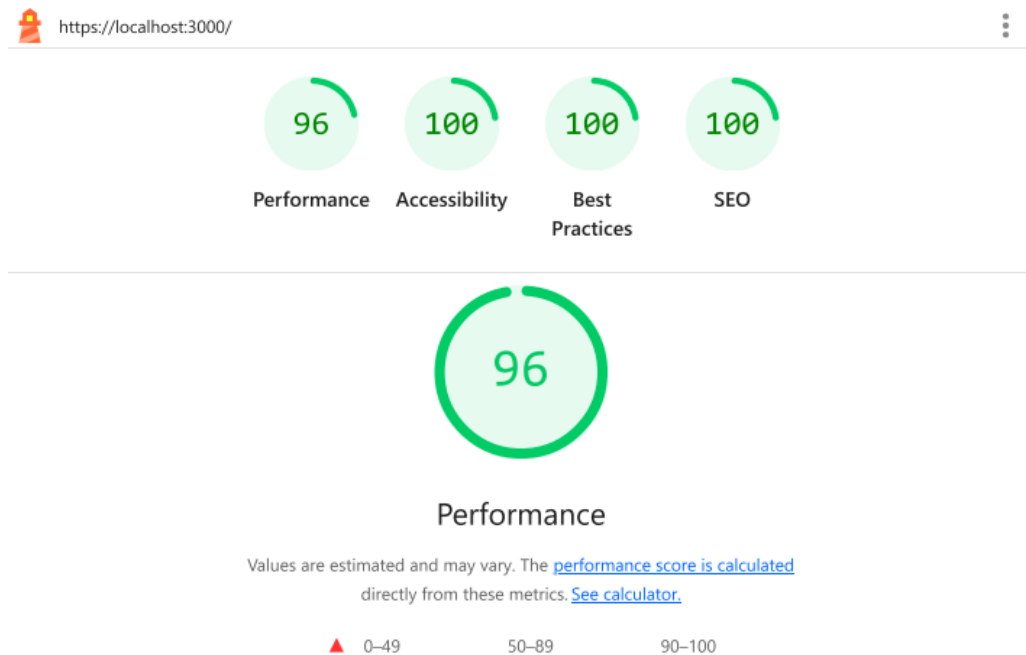 https://localhost:3000/
96 100 100 100
Performance Accessibility Best SEO
Practices
96
Performance
Values are estimated and may vary. The performance score is calculated
directly from these metrics. See calculator.
0–49 50–89 90–100